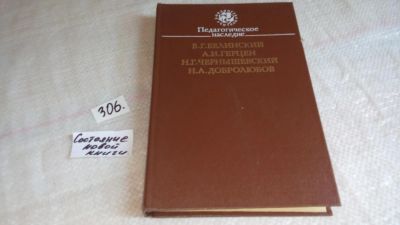 Педагогическое
наследие
В.Г.БЕЛИНСКИЙ
А.И.ГЕРЦЕН
Н.Г.ЧЕРНЫШЕВСКИЙ
Н.А.ДОБРОЛЮБОВ
306.
Состояние
новой
книги